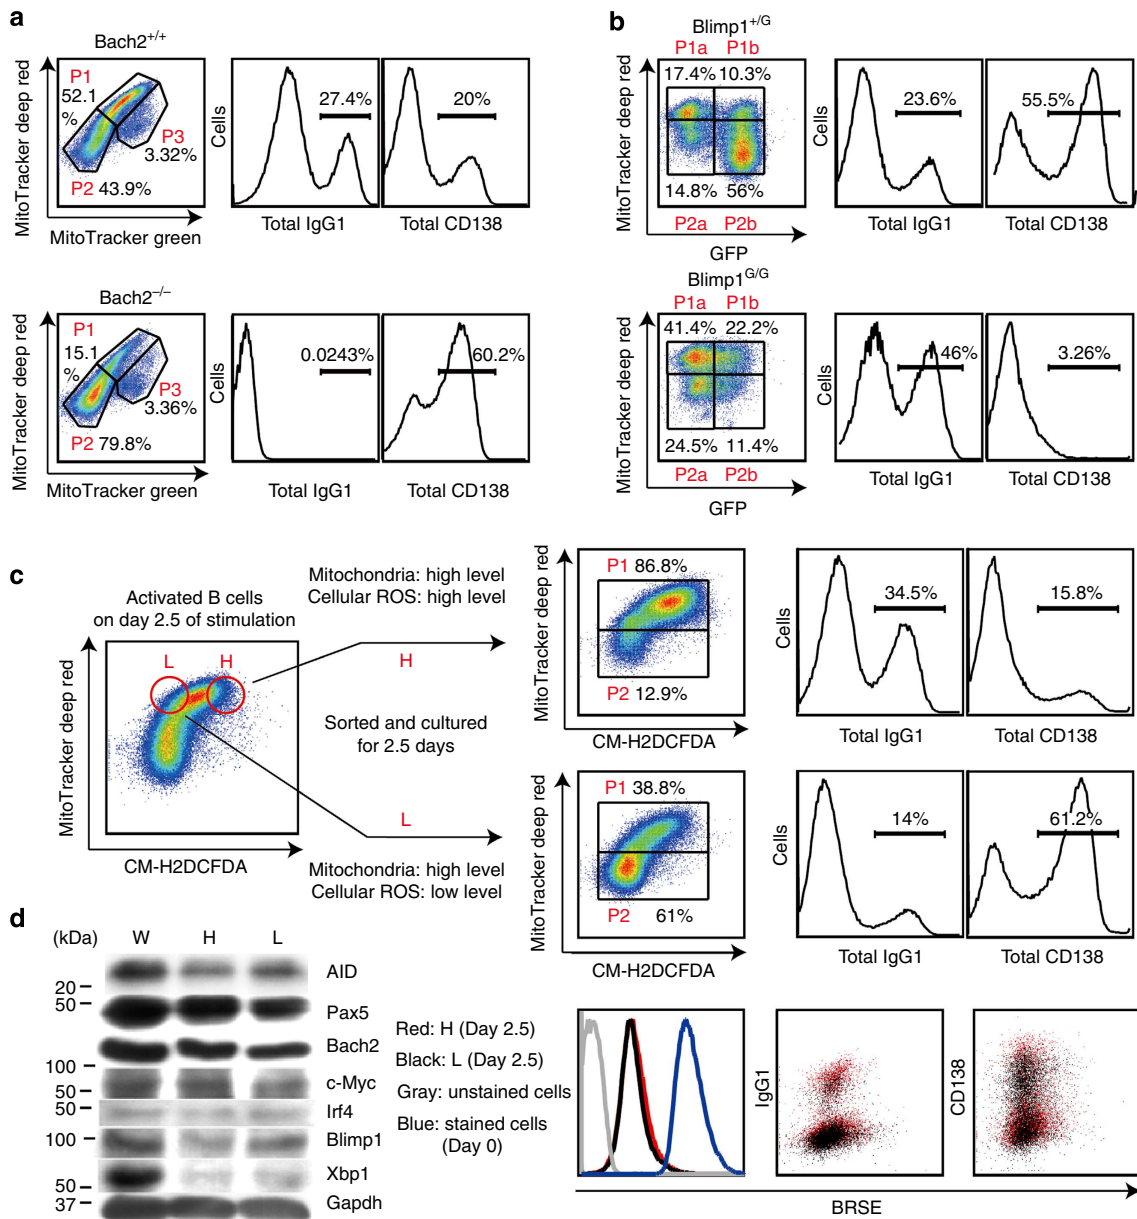 a
Bach2+/+
MitoTracker deep red
P1
52.1
%
P3
3.32%
P2 43.9%
MitoTracker green
Cells
27.4%
20%
Total IgG1
Total CD138
Bach2–/–
MitoTracker deep red
P1
15.1
%
P3
3.36%
P2 79.8%
MitoTracker green
Cells
0.0243%
60.2%
Total IgG1
Total CD138
b
Blimp1+/G
MitoTracker deep red
P1a P1b
17.4% 10.3%
14.8% 56%
P2a P2b
GFP
Cells
23.6%
55.5%
Total IgG1
Total CD138
Blimp1G/G
MitoTracker deep red
P1a P1b
41.4% 22.2%
24.5% 11.4%
P2a P2b
GFP
Cells
46%
3.26%
Total IgG1
Total CD138
c
Activated B cells
on day 2.5 of stimulation
MitoTracker deep red
L H
CM-H2DCFDA
Mitochondria: high level
Cellular ROS: high level
H
Sorted and cultured
for 2.5 days
L
Mitochondria: high level
Cellular ROS: low level
MitoTracker deep red
P1 86.8%
P2 12.9%
CM-H2DCFDA
Cells
34.5%
15.8%
Total IgG1
Total CD138
MitoTracker deep red
P1 38.8%
P2 61%
CM-H2DCFDA
Cells
14%
61.2%
Total IgG1
Total CD138
d
(kDa) W H L
AID
20
50
Pax5
Bach2
100
c-Myc
50
50
Irf4
100
Blimp1
Xbp1
50
37
Gapdh
Red: H (Day 2.5)
Black: L (Day 2.5)
Gray: unstained cells
Blue: stained cells
(Day 0)
IgG1
CD138
BRSE